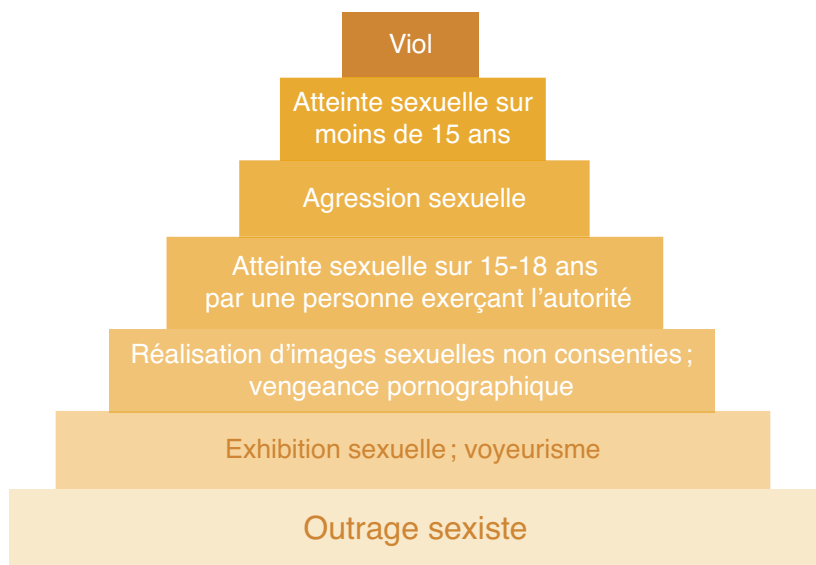 Viol
Atteinte sexuelle sur
moins de 15 ans
Agression sexuelle
Atteinte sexuelle sur 15-18 ans
par une personne exerçant l’autorité
Réalisation d’images sexuelles non consenties ;
vengeance pornographique
Exhibition sexuelle ; voyeurisme
Outrage sexiste